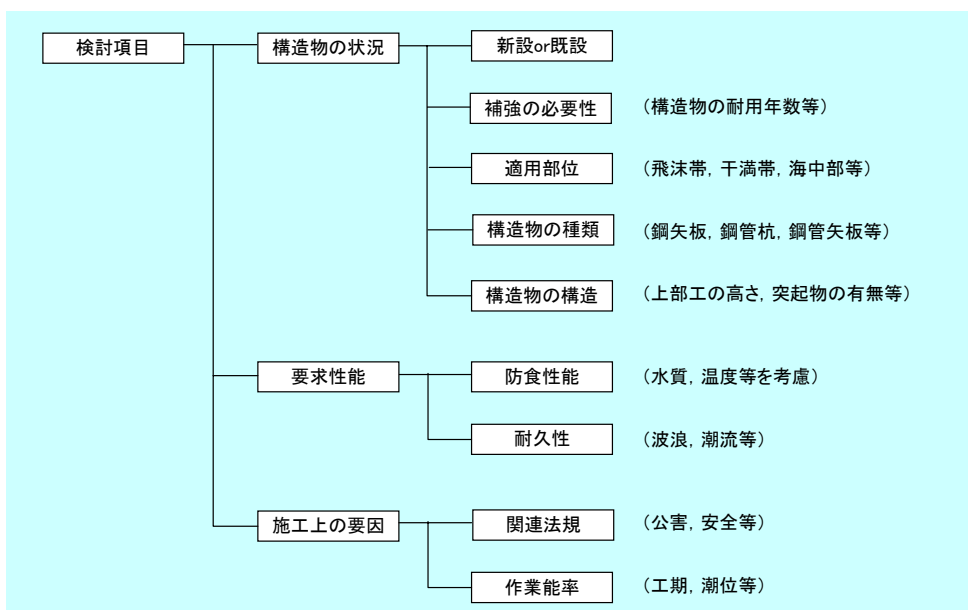 検討項目
構造物の状況
新設or既設
補強の必要性 （構造物の耐用年数等）
適用部位 （飛沫帯，干満帯，海中部等）
構造物の種類 （鋼矢板，鋼管杭，鋼管矢板等）
構造物の構造 （上部工の高さ，突起物の有無等）
要求性能
防食性能 （水質，温度等を考慮）
耐久性 （波浪，潮流等）
施工上の要因
関連法規 （公害，安全等）
作業能率 （工期，潮位等）